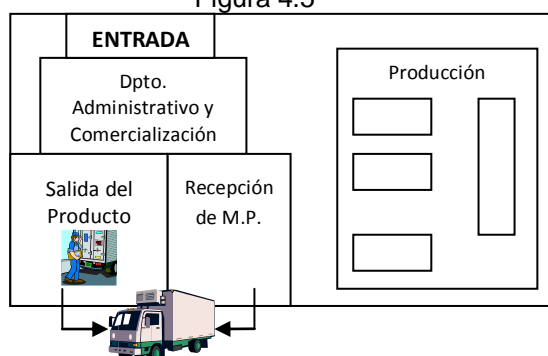 Figura 4.5
ENTRADA
Dpto.
Administrativo y
Comercialización
Producción
Salida del
Producto
Recepción
de M.P.